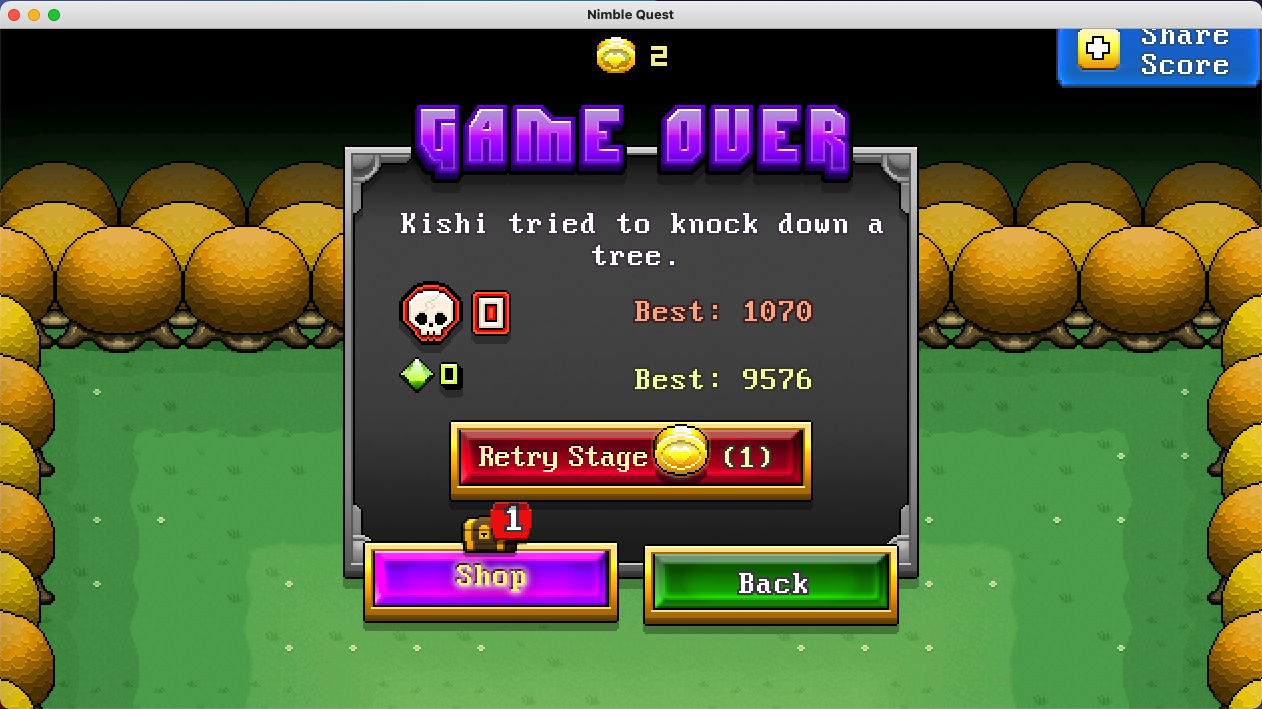 Nimble Quest
2
Share
Score
GAME OVER
Kishi tried to knock down a
tree.
0
Best: 1070
0
Best: 9576
Retry Stage (1)
1
Shop
Back